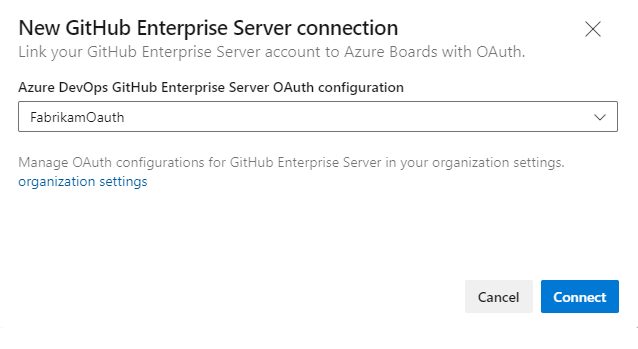 New GitHub Enterprise Server connection
Link your GitHub Enterprise Server account to Azure Boards with OAuth.
Azure DevOps GitHub Enterprise Server OAuth configuration
FabrikamOauth
Manage OAuth configurations for GitHub Enterprise Server in your organization settings.
organization settings
Cancel
Connect